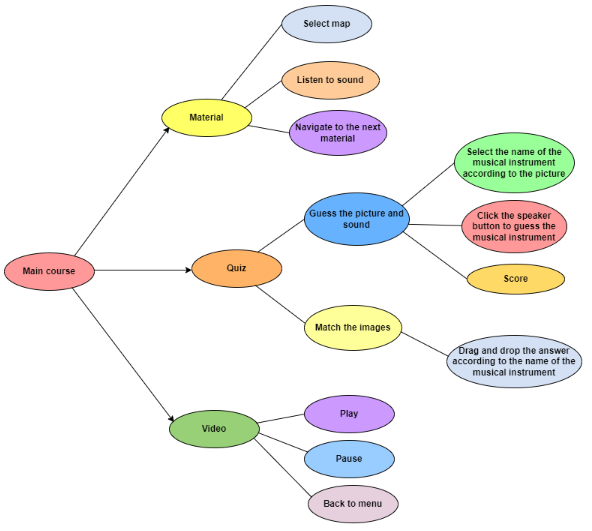 Select map
Listen to sound
Material
Navigate to the next
material
Select the name of the
musical instrument
according to the picture
Guess the picture and
sound
Click the speaker
button to guess the
musical instrument
Main course
Quiz
Score
Match the images
Drag and drop the answer
according to the name of the
musical instrument
Video
Play
Pause
Back to menu